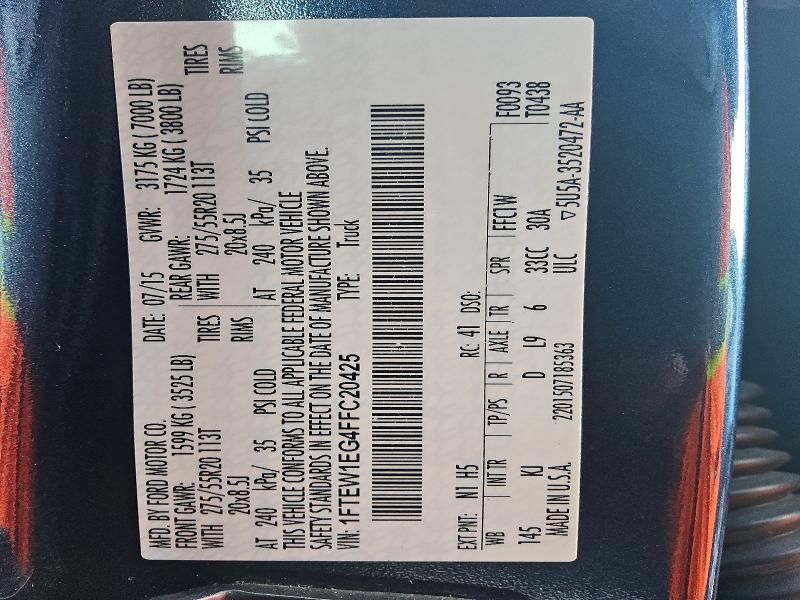 MFD. BY FORD MOTOR CO. DATE: 07/15 GVWR: 3175 KG ( 7000 LB)
FRONT GAWR: 1599 KG ( 3525 LB) REAR GAWR: 1724 KG ( 3800 LB)
WITH 275/55R20 113T TIRES WITH 275/55R20 113T TIRES
20x8.5J RIMS 20x8.5J RIMS
AT 240 kPa/ 35 PSI COLD AT 240 kPa/ 35 PSI COLD
THIS VEHICLE CONFORMS TO ALL APPLICABLE FEDERAL MOTOR VEHICLE
SAFETY STANDARDS IN EFFECT ON THE DATE OF MANUFACTURE SHOWN ABOVE.
VIN: 1FTEW1EG4FFC20425 TYPE: Truck
EXT PNT: N1 H5 RC: 41 DSO: F0093
WB INT TR TP/PS R AXLE TR SPR FFC1W T0438
145 KJ D L9 6 33CC 30A
MADE IN U.S.A. 2201507185363 ULC ▽5U5A-3520472-AA